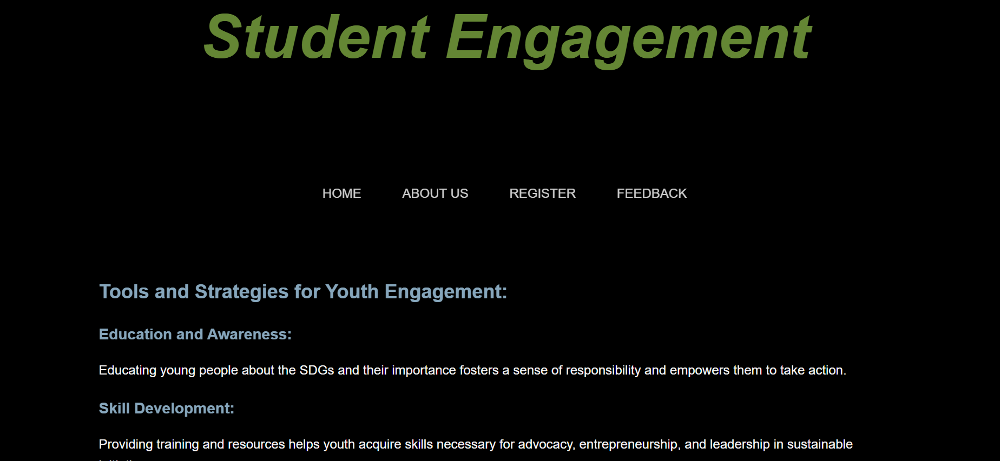 Student Engagement
HOME ABOUT US REGISTER FEEDBACK
Tools and Strategies for Youth Engagement:
Education and Awareness:
Educating young people about the SDGs and their importance fosters a sense of responsibility and empowers them to take action.
Skill Development:
Providing training and resources helps youth acquire skills necessary for advocacy, entrepreneurship, and leadership in sustainable